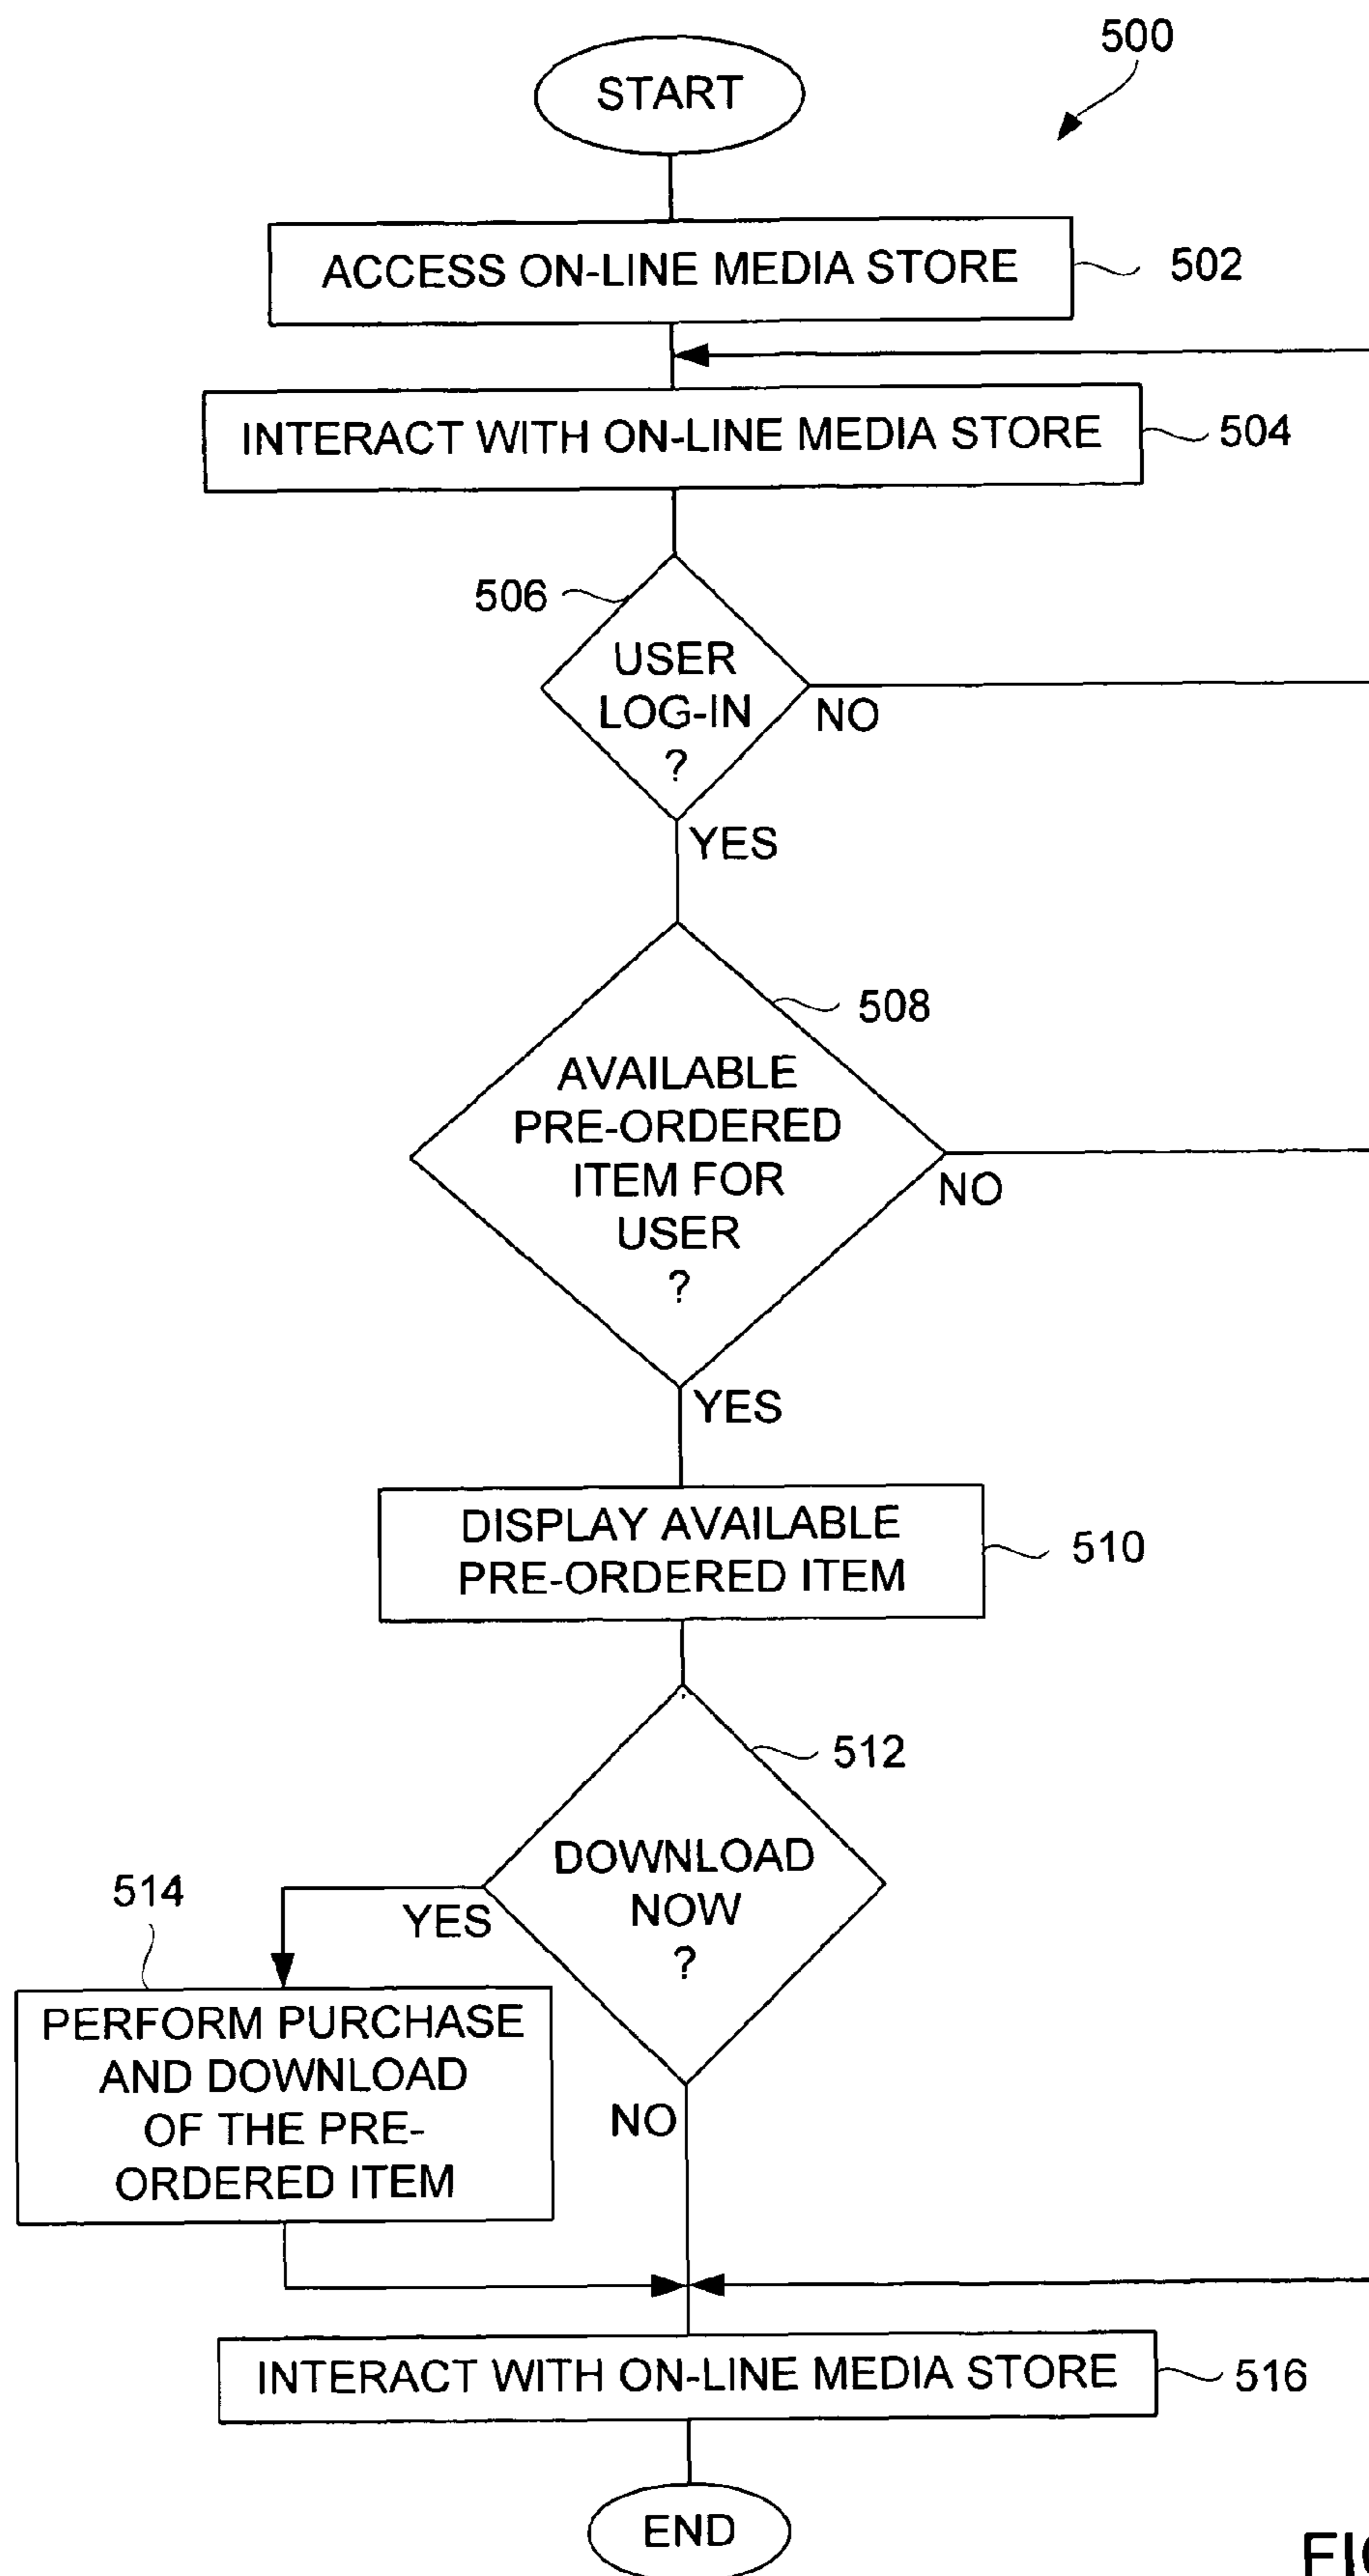 500
START
ACCESS ON-LINE MEDIA STORE
502
INTERACT WITH ON-LINE MEDIA STORE
504
506
USER
LOG-IN
?
NO
YES
508
AVAILABLE
PRE-ORDERED
ITEM FOR
USER
?
NO
YES
DISPLAY AVAILABLE
PRE-ORDERED ITEM
510
512
DOWNLOAD
NOW
?
YES
514
PERFORM PURCHASE
AND DOWNLOAD
OF THE PRE-
ORDERED ITEM
NO
INTERACT WITH ON-LINE MEDIA STORE
516
END